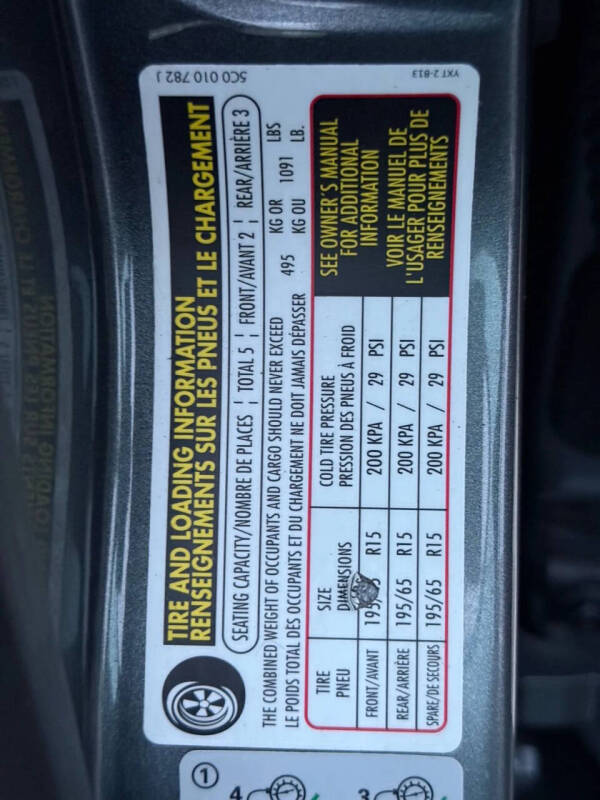 TIRE AND LOADING INFORMATION
RENSEIGNEMENTS SUR LES PNEUS ET LE CHARGEMENT
SEATING CAPACITY/NOMBRE DE PLACES | TOTAL 5 | FRONT/AVANT 2 | REAR/ARRIÈRE 3
THE COMBINED WEIGHT OF OCCUPANTS AND CARGO SHOULD NEVER EXCEED 495 KG OR 1091 LBS
LE POIDS TOTAL DES OCCUPANTS ET DU CHARGEMENT NE DOIT JAMAIS DÉPASSER KG OU LB.
TIRE SIZE COLD TIRE PRESSURE
PNEU DIMENSIONS PRESSION DES PNEUS À FROID
FRONT/AVANT R15 200 KPA / 29 PSI
REAR/ARRIÈRE 195/65 R15 200 KPA / 29 PSI
SPARE/DE SECOURS 195/65 R15 200 KPA / 29 PSI
SEE OWNER'S MANUAL
FOR ADDITIONAL
INFORMATION
VOIR LE MANUEL DE
L'USAGER POUR PLUS DE
RENSEIGNEMENTS
5C0 010 782 J
YXT 2-813
1
4
3